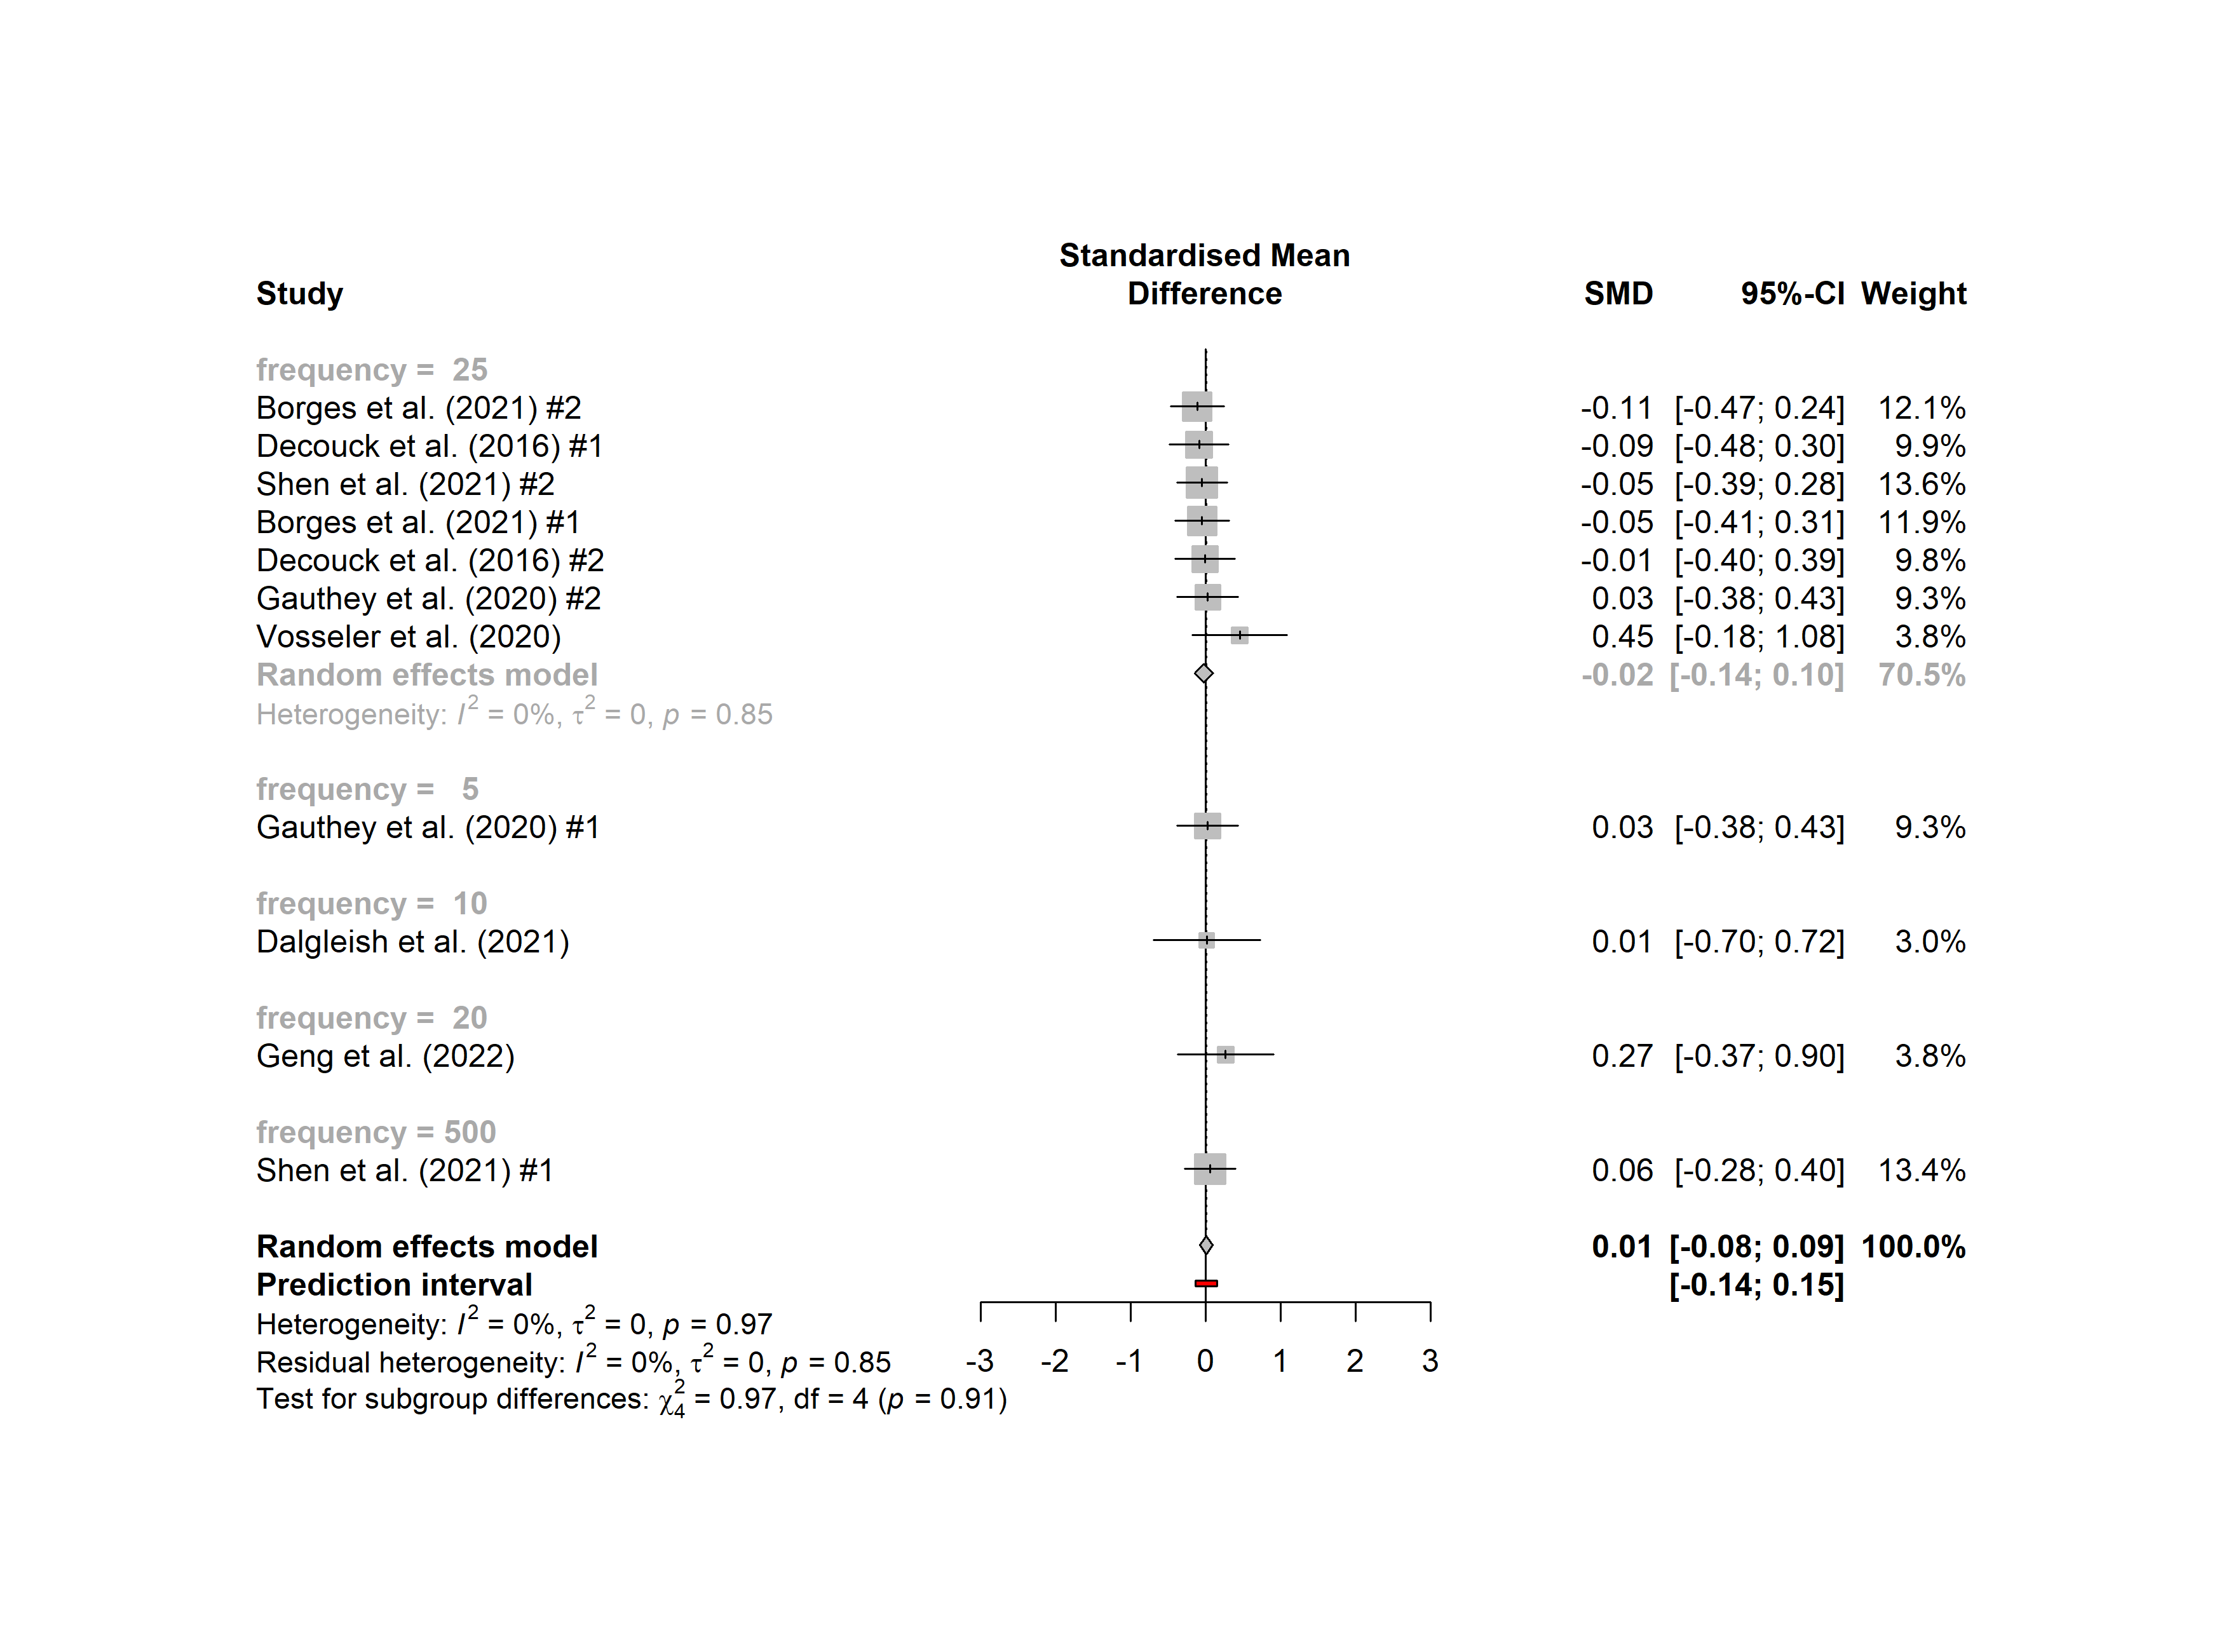 Standardised Mean
Study Difference SMD 95%-CI Weight
frequency = 25
Borges et al. (2021) #2 -0.11 [-0.47; 0.24] 12.1%
Decouck et al. (2016) #1 -0.09 [-0.48; 0.30] 9.9%
Shen et al. (2021) #2 -0.05 [-0.39; 0.28] 13.6%
Borges et al. (2021) #1 -0.05 [-0.41; 0.31] 11.9%
Decouck et al. (2016) #2 -0.01 [-0.40; 0.39] 9.8%
Gauthey et al. (2020) #2 0.03 [-0.38; 0.43] 9.3%
Vosseler et al. (2020) 0.45 [-0.18; 1.08] 3.8%
Random effects model -0.02 [-0.14; 0.10] 70.5%
Heterogeneity: I² = 0%, τ² = 0, p = 0.85
frequency = 5
Gauthey et al. (2020) #1 0.03 [-0.38; 0.43] 9.3%
frequency = 10
Dalgleish et al. (2021) 0.01 [-0.70; 0.72] 3.0%
frequency = 20
Geng et al. (2022) 0.27 [-0.37; 0.90] 3.8%
frequency = 500
Shen et al. (2021) #1 0.06 [-0.28; 0.40] 13.4%
Random effects model 0.01 [-0.08; 0.09] 100.0%
Prediction interval [-0.14; 0.15]
Heterogeneity: I² = 0%, τ² = 0, p = 0.97
Residual heterogeneity: I² = 0%, τ² = 0, p = 0.85 -3 -2 -1 0 1 2 3
Test for subgroup differences: χ²₄ = 0.97, df = 4 (p = 0.91)